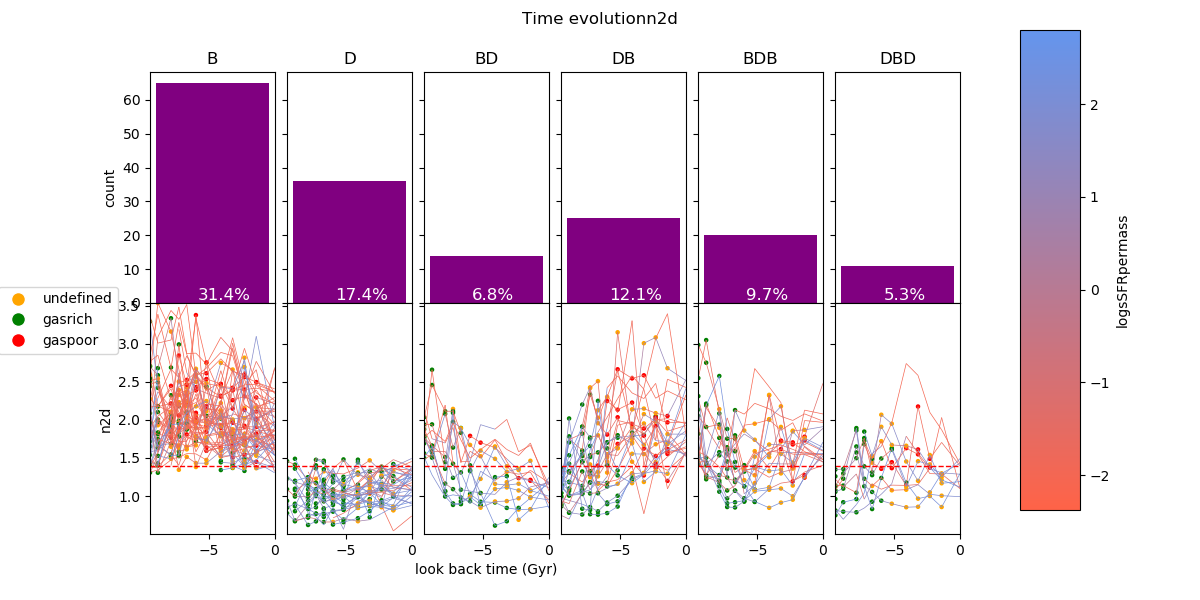 Time evolutionn2d
B D BD DB BDB DBD
60
50
40
30
20
10
0
count
31.4% 17.4% 6.8% 12.1% 9.7% 5.3%
undefined
gasrich
gaspoor
3.5
3.0
2.5
2.0
1.5
1.0
n2d
−5 0 −5 0 −5 0 −5 0 −5 0 −5 0
look back time (Gyr)
2
1
0
−1
−2
logsSFRpermass